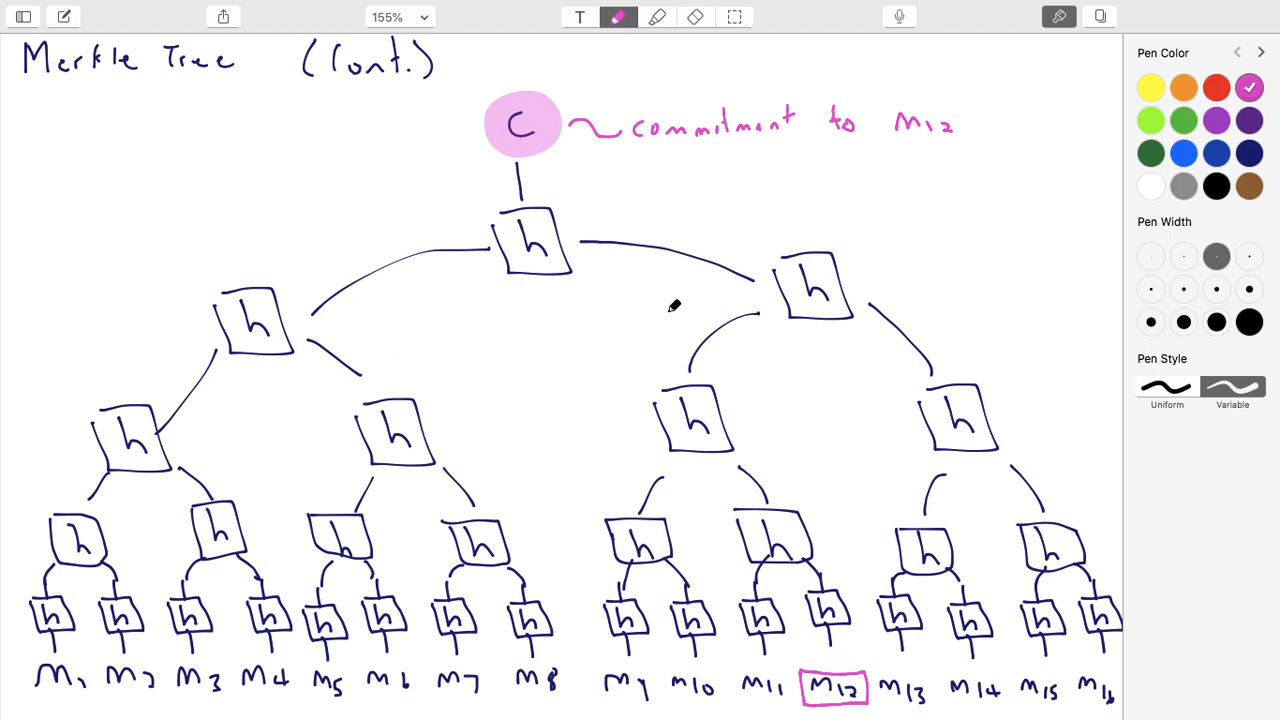 155%
T
Merkle Tree (Cont.)
C commitment to m12
h
h
h
h
h
h
h
h h h h h h h h
h h h h h h h h h h h h h h h h
M1 M2 M3 M4 M5 M6 M7 M8 M9 M10 M11 M12 M13 M14 M15 M16
Pen Color
Pen Width
Pen Style
Uniform Variable